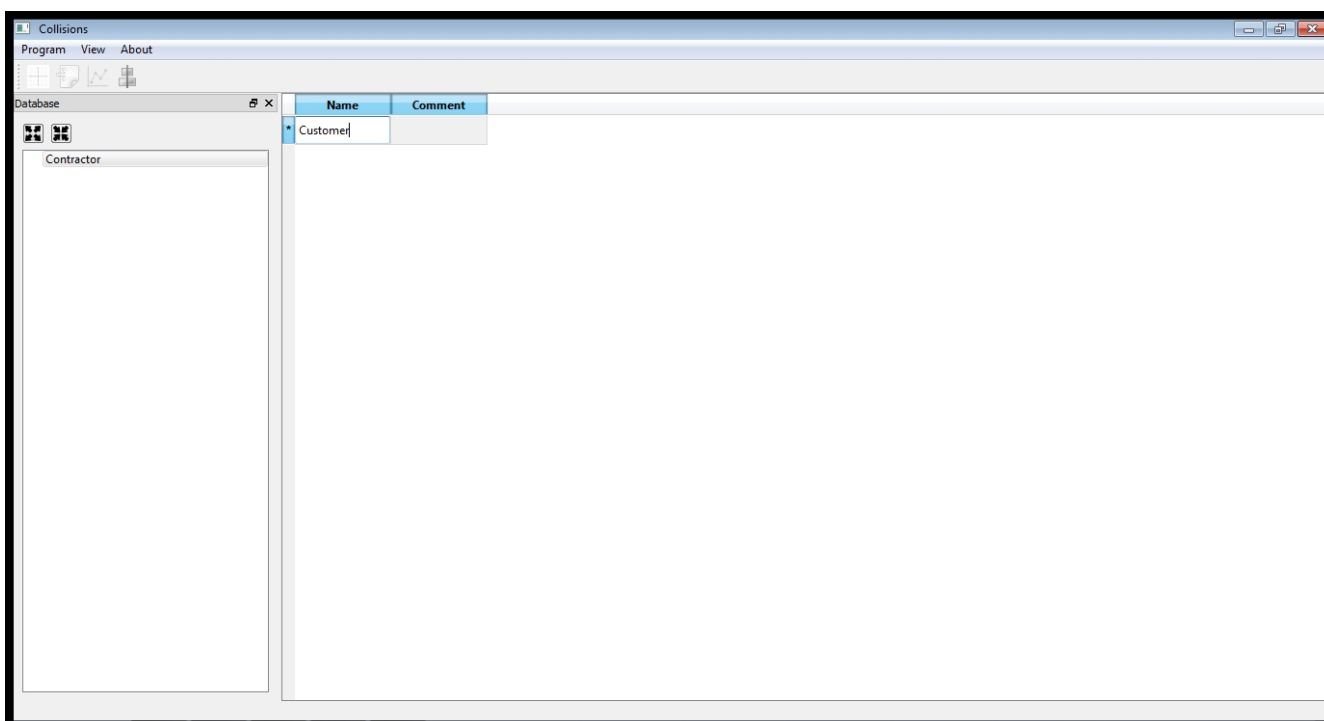 Collisions
Program View About
Database
Name Comment
* Customer
Contractor